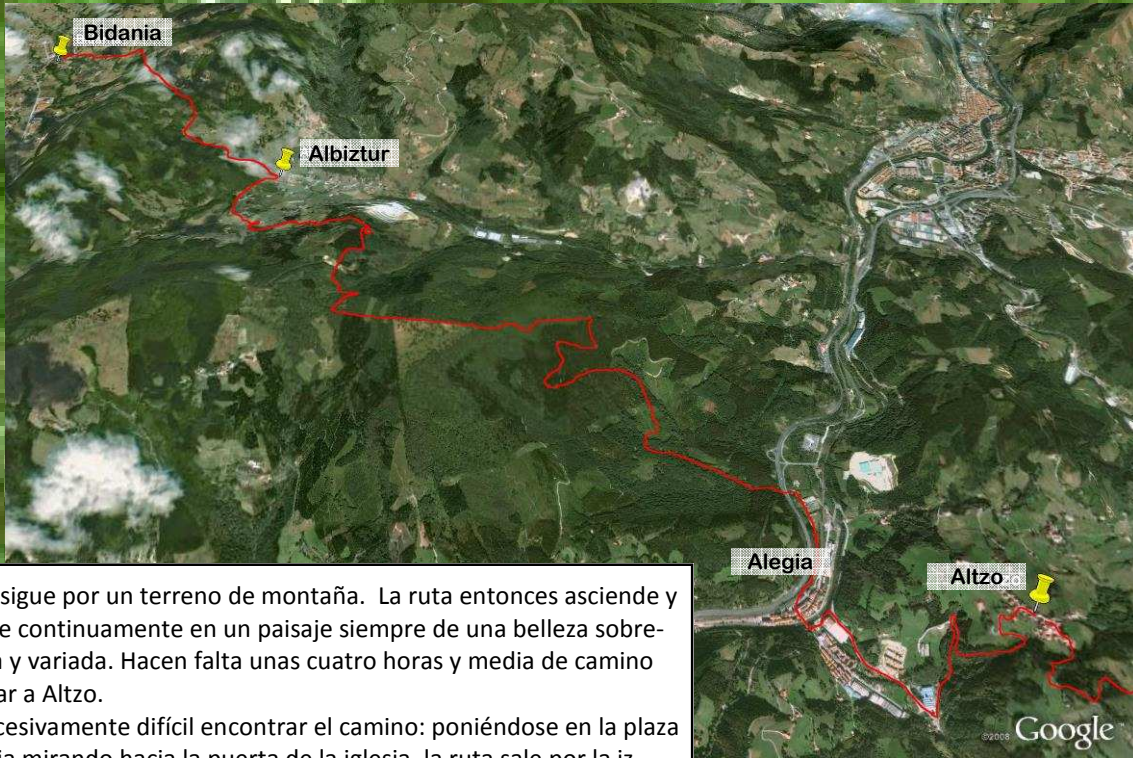 Bidania
Albiztur
Alegia
Altzo
sigue por un terreno de montaña. La ruta entonces asciende y
e continuamente en un paisaje siempre de una belleza sobre-
y variada. Hacen falta unas cuatro horas y media de camino
ar a Altzo.
cesivamente difícil encontrar el camino: poniéndose en la plaza
ia mirando hacia la puerta de la iglesia, la ruta sale por la iz-
©2008 Google